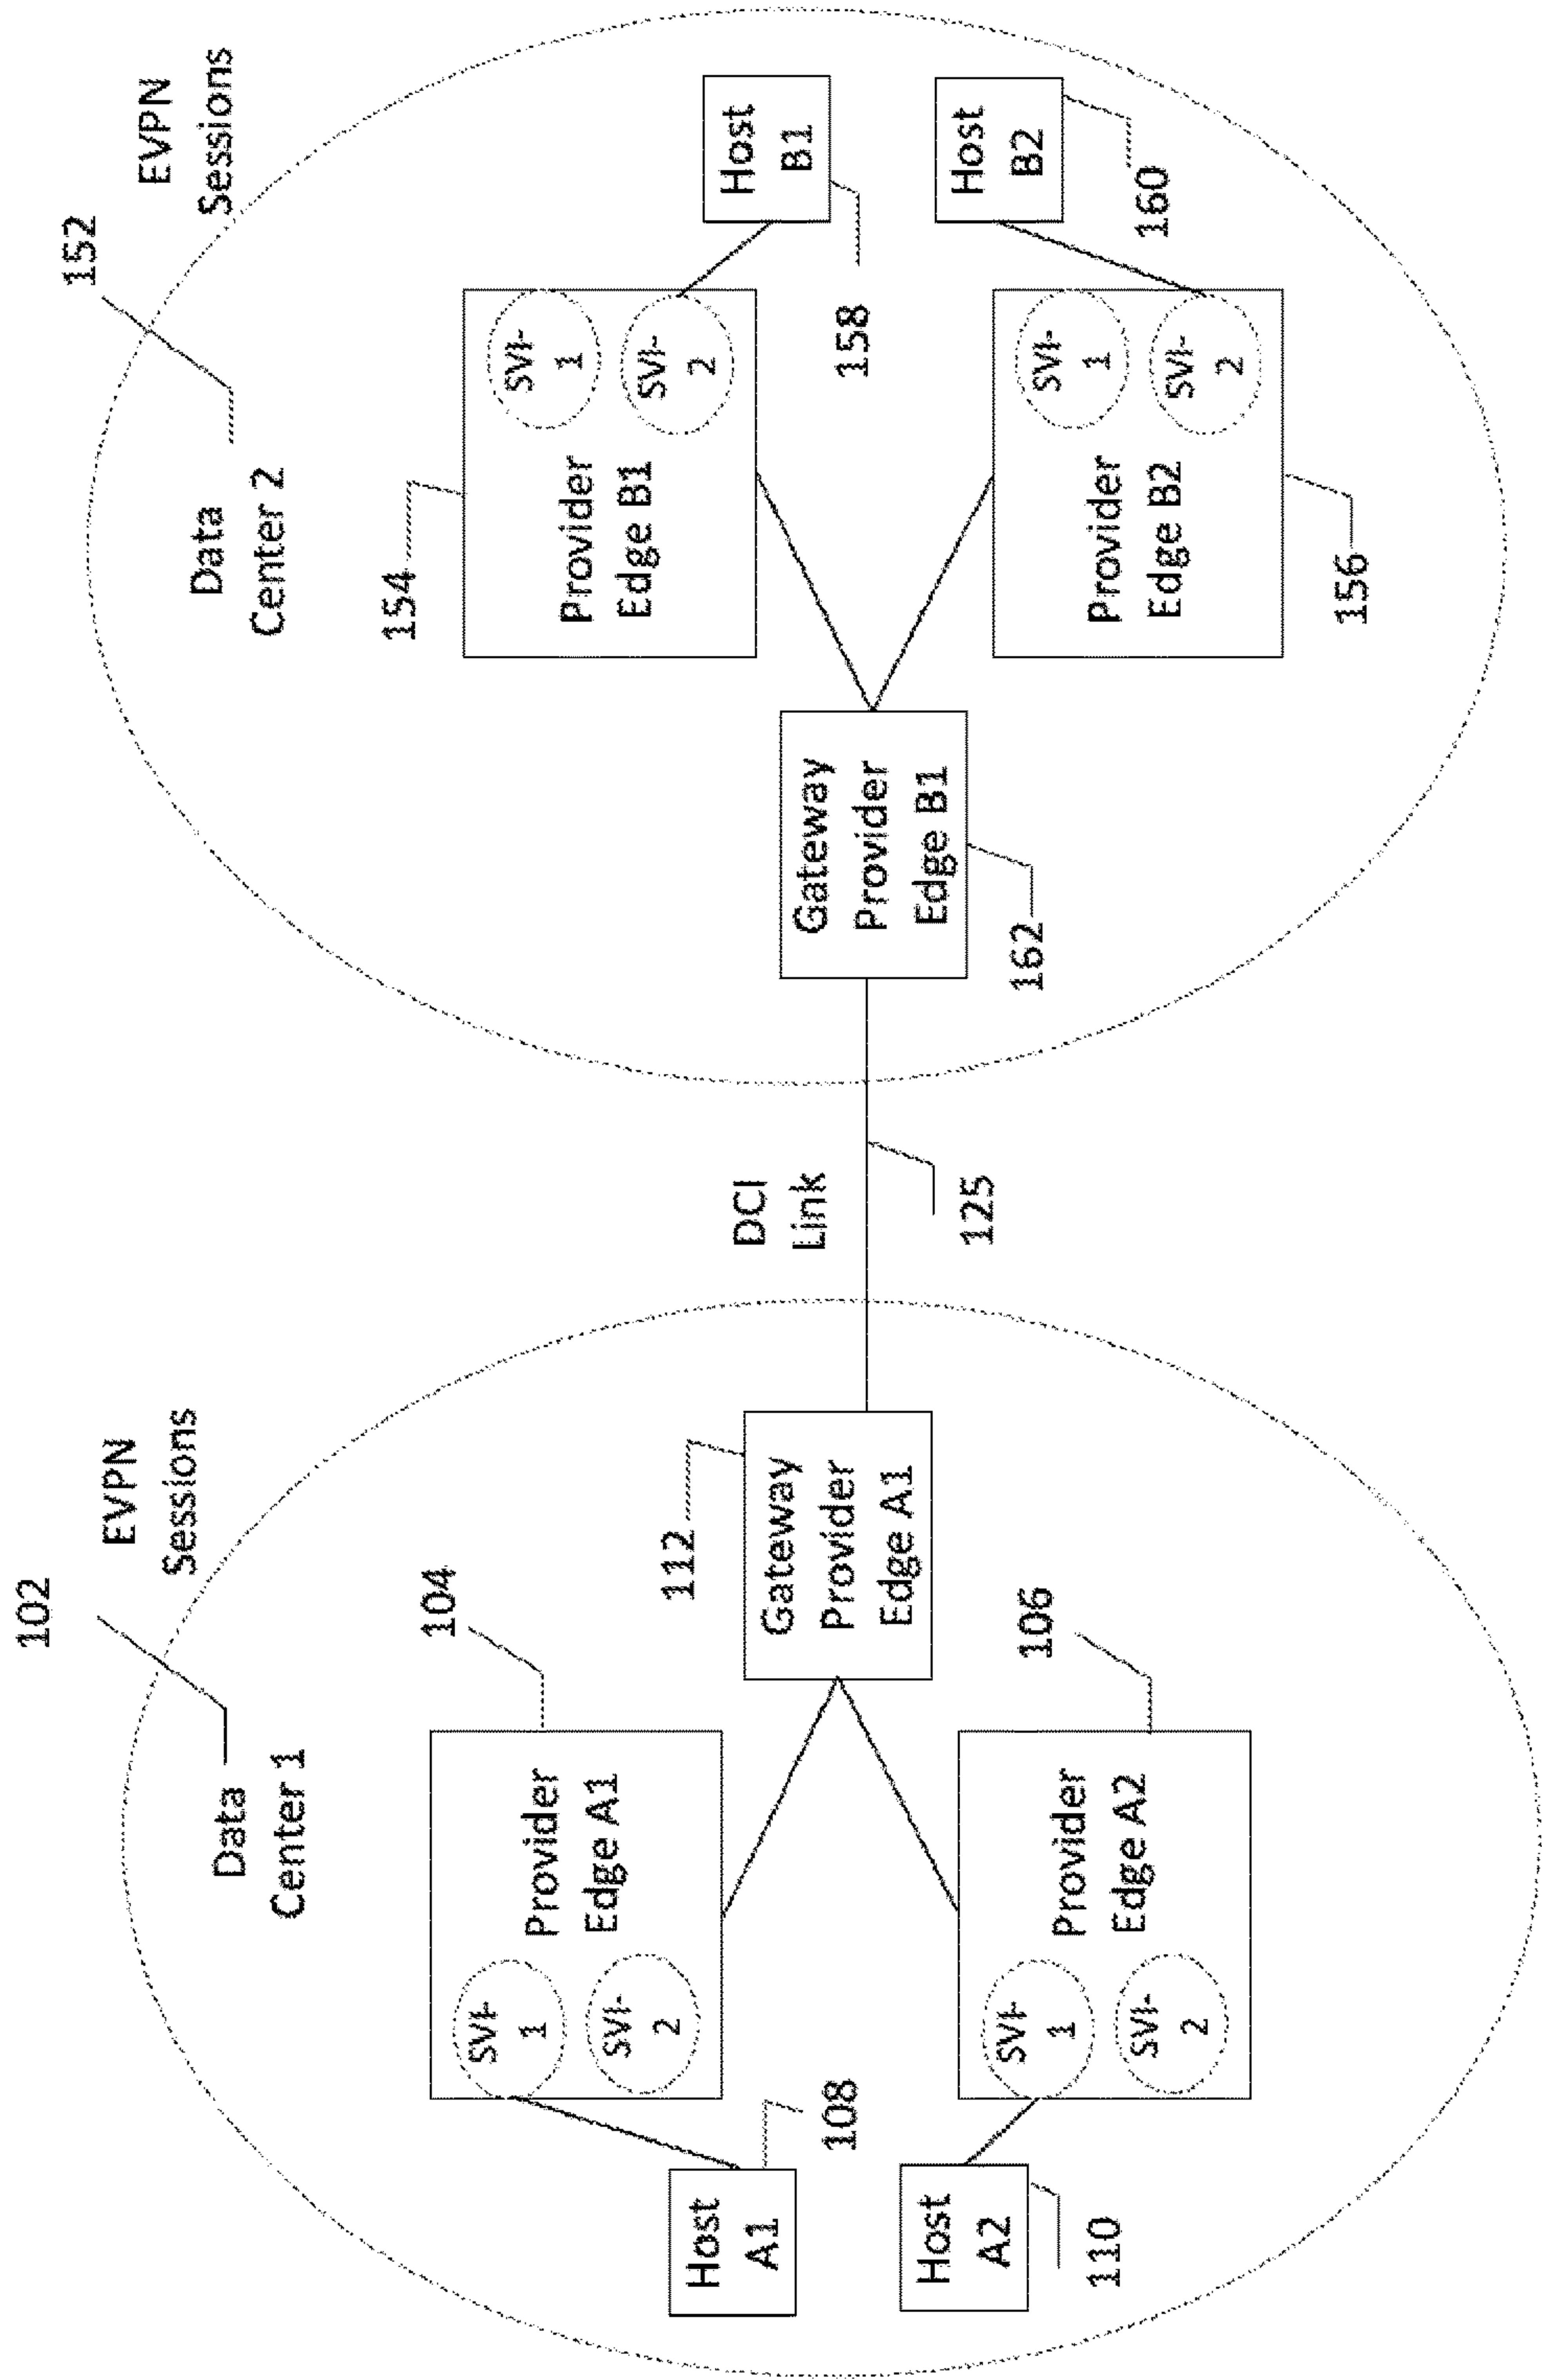 102
EVPN
Sessions
Data
Center 1
104
SVI-
1
SVI-
2
Provider
Edge A1
Host
A1
108
112
Gateway
Provider
Edge A1
106
SVI-
1
SVI-
2
Provider
Edge A2
Host
A2
110
DCI
Link
125
152
EVPN
Sessions
Data
Center 2
154
Provider
Edge B1
SVI-
1
SVI-
2
Host
B1
158
Gateway
Provider
Edge B1
162
Provider
Edge B2
SVI-
1
SVI-
2
Host
B2
160
156